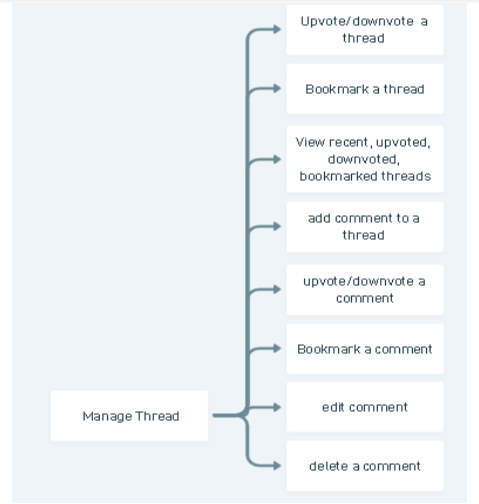 Upvote/downvote a
thread
Bookmark a thread
View recent, upvoted,
downvoted,
bookmarked threads
add comment to a
thread
upvote/downvote a
comment
Bookmark a comment
Manage Thread
edit comment
delete a comment